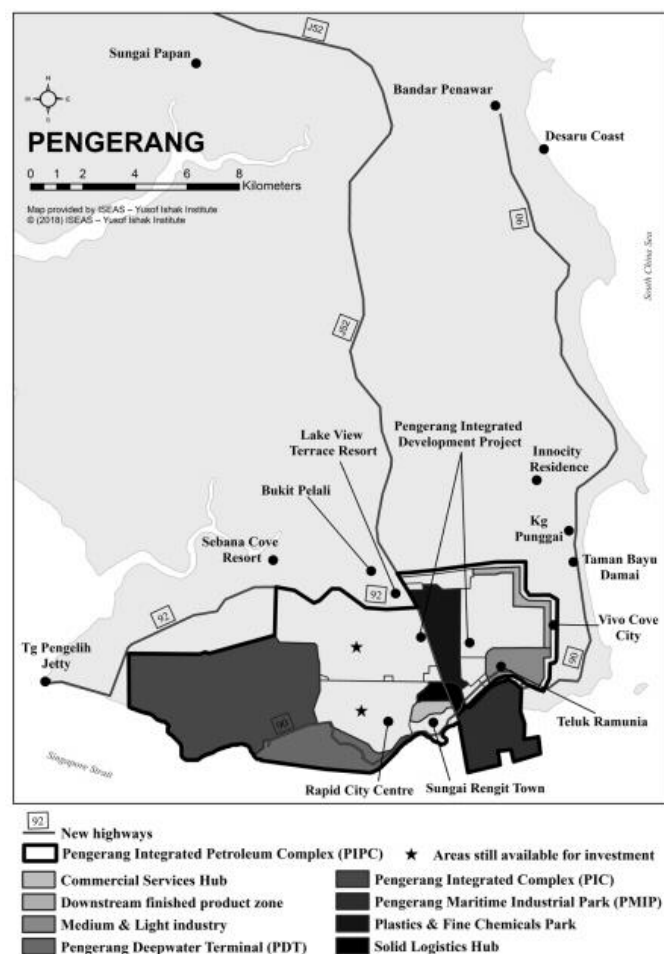 J52
Sungai Papan
Bandar Penawar
N
W
E
S
Desaru Coast
PENGERANG
0 1 2 4 6 8
Kilometers
Map provided by ISEAS – Yusof Ishak Institute
© (2018) ISEAS – Yusof Ishak Institute
90
South China Sea
J52
Lake View
Terrace Resort
Pengerang Integrated
Development Project
Innocity
Residence
Bukit Pelali
Kg
Punggai
Sebana Cove
Resort
Taman Bayu
Damai
92
92
Vivo Cove
City
Tg Pengelih
Jetty
90
90
Teluk Ramunia
Singapore Strait
Rapid City Centre
Sungai Rengit Town
92
New highways
Pengerang Integrated Petroleum Complex (PIPC)
★ Areas still available for investment
Commercial Services Hub
Pengerang Integrated Complex (PIC)
Downstream finished product zone
Pengerang Maritime Industrial Park (PMIP)
Medium & Light industry
Plastics & Fine Chemicals Park
Pengerang Deepwater Terminal (PDT)
Solid Logistics Hub